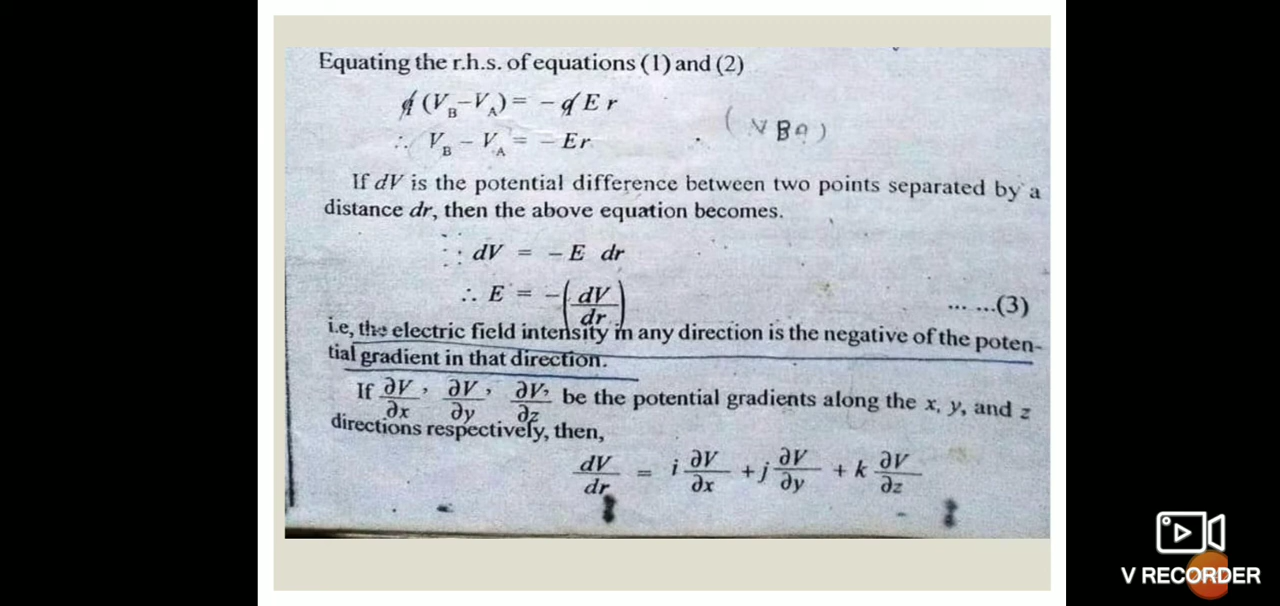 Equating the r.h.s. of equations (1) and (2)
q (V_B – V_A) = – q E r
( VBQ )
∴ V_B – V_A = – Er
If dV is the potential difference between two points separated by a
distance dr, then the above equation becomes.
∴ dV = – E dr
∴ E = –(dV/dr) ... ...(3)
i.e, the electric field intensity in any direction is the negative of the poten-
tial gradient in that direction.
If ∂V/∂x, ∂V/∂y, ∂V/∂z, be the potential gradients along the x, y, and z
directions respectively, then,
dV/dr = i ∂V/∂x + j ∂V/∂y + k ∂V/∂z
V RECORDER